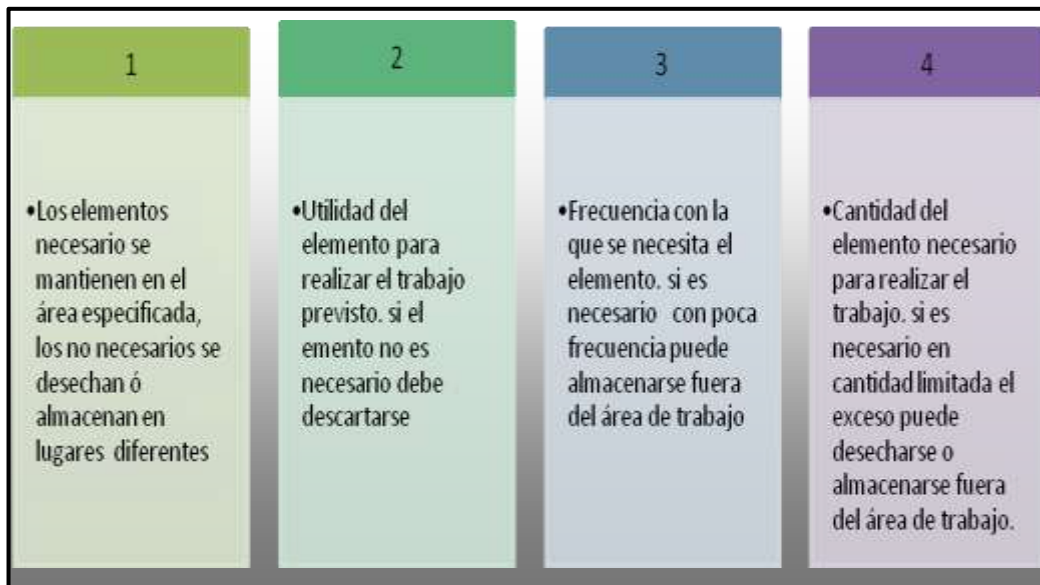 1
•Los elementos
necesario se
mantienen en el
área especificada,
los no necesarios se
desechan ó
almacenan en
lugares diferentes
2
•Utilidad del
elemento para
realizar el trabajo
previsto. si el
emento no es
necesario debe
descartarse
3
•Frecuencia con la
que se necesita el
elemento. si es
necesario con poca
frecuencia puede
almacenarse fuera
del área de trabajo
4
•Cantidad del
elemento necesario
para realizar el
trabajo. si es
necesario en
cantidad limitada el
exceso puede
desecharse o
almacenarse fuera
del área de trabajo.